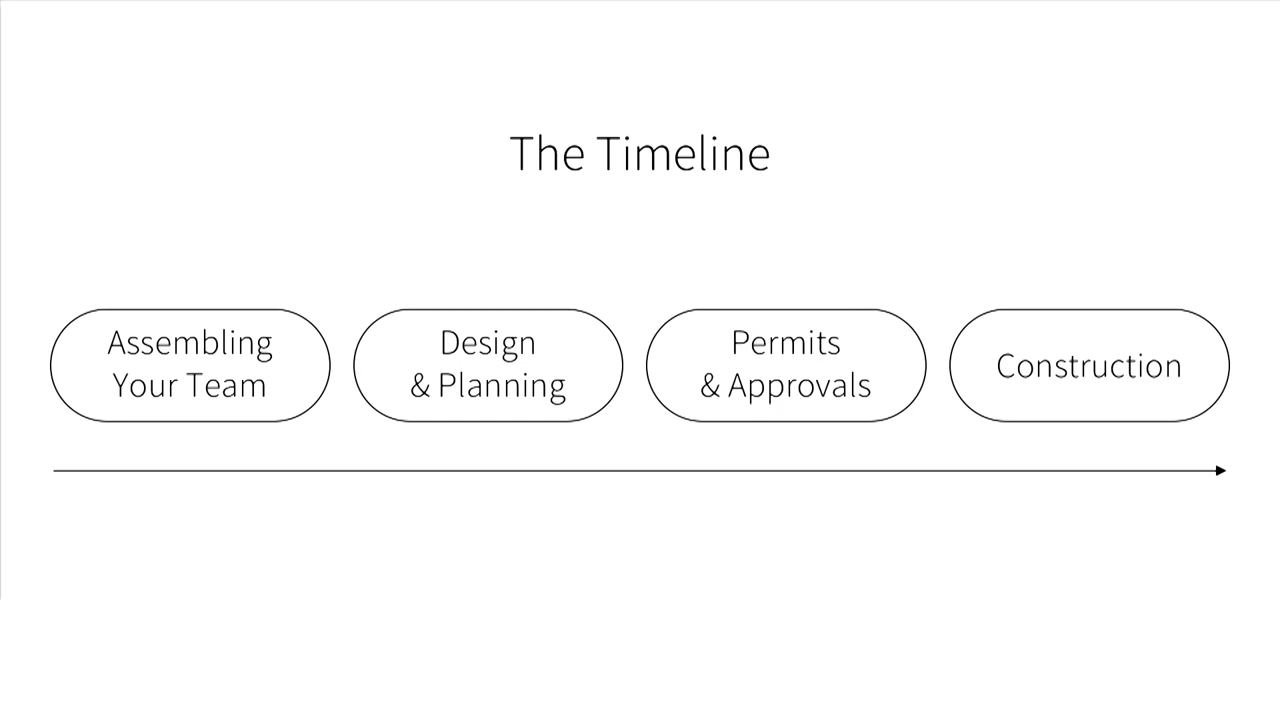 The Timeline
Assembling
Your Team
Design
& Planning
Permits
& Approvals
Construction